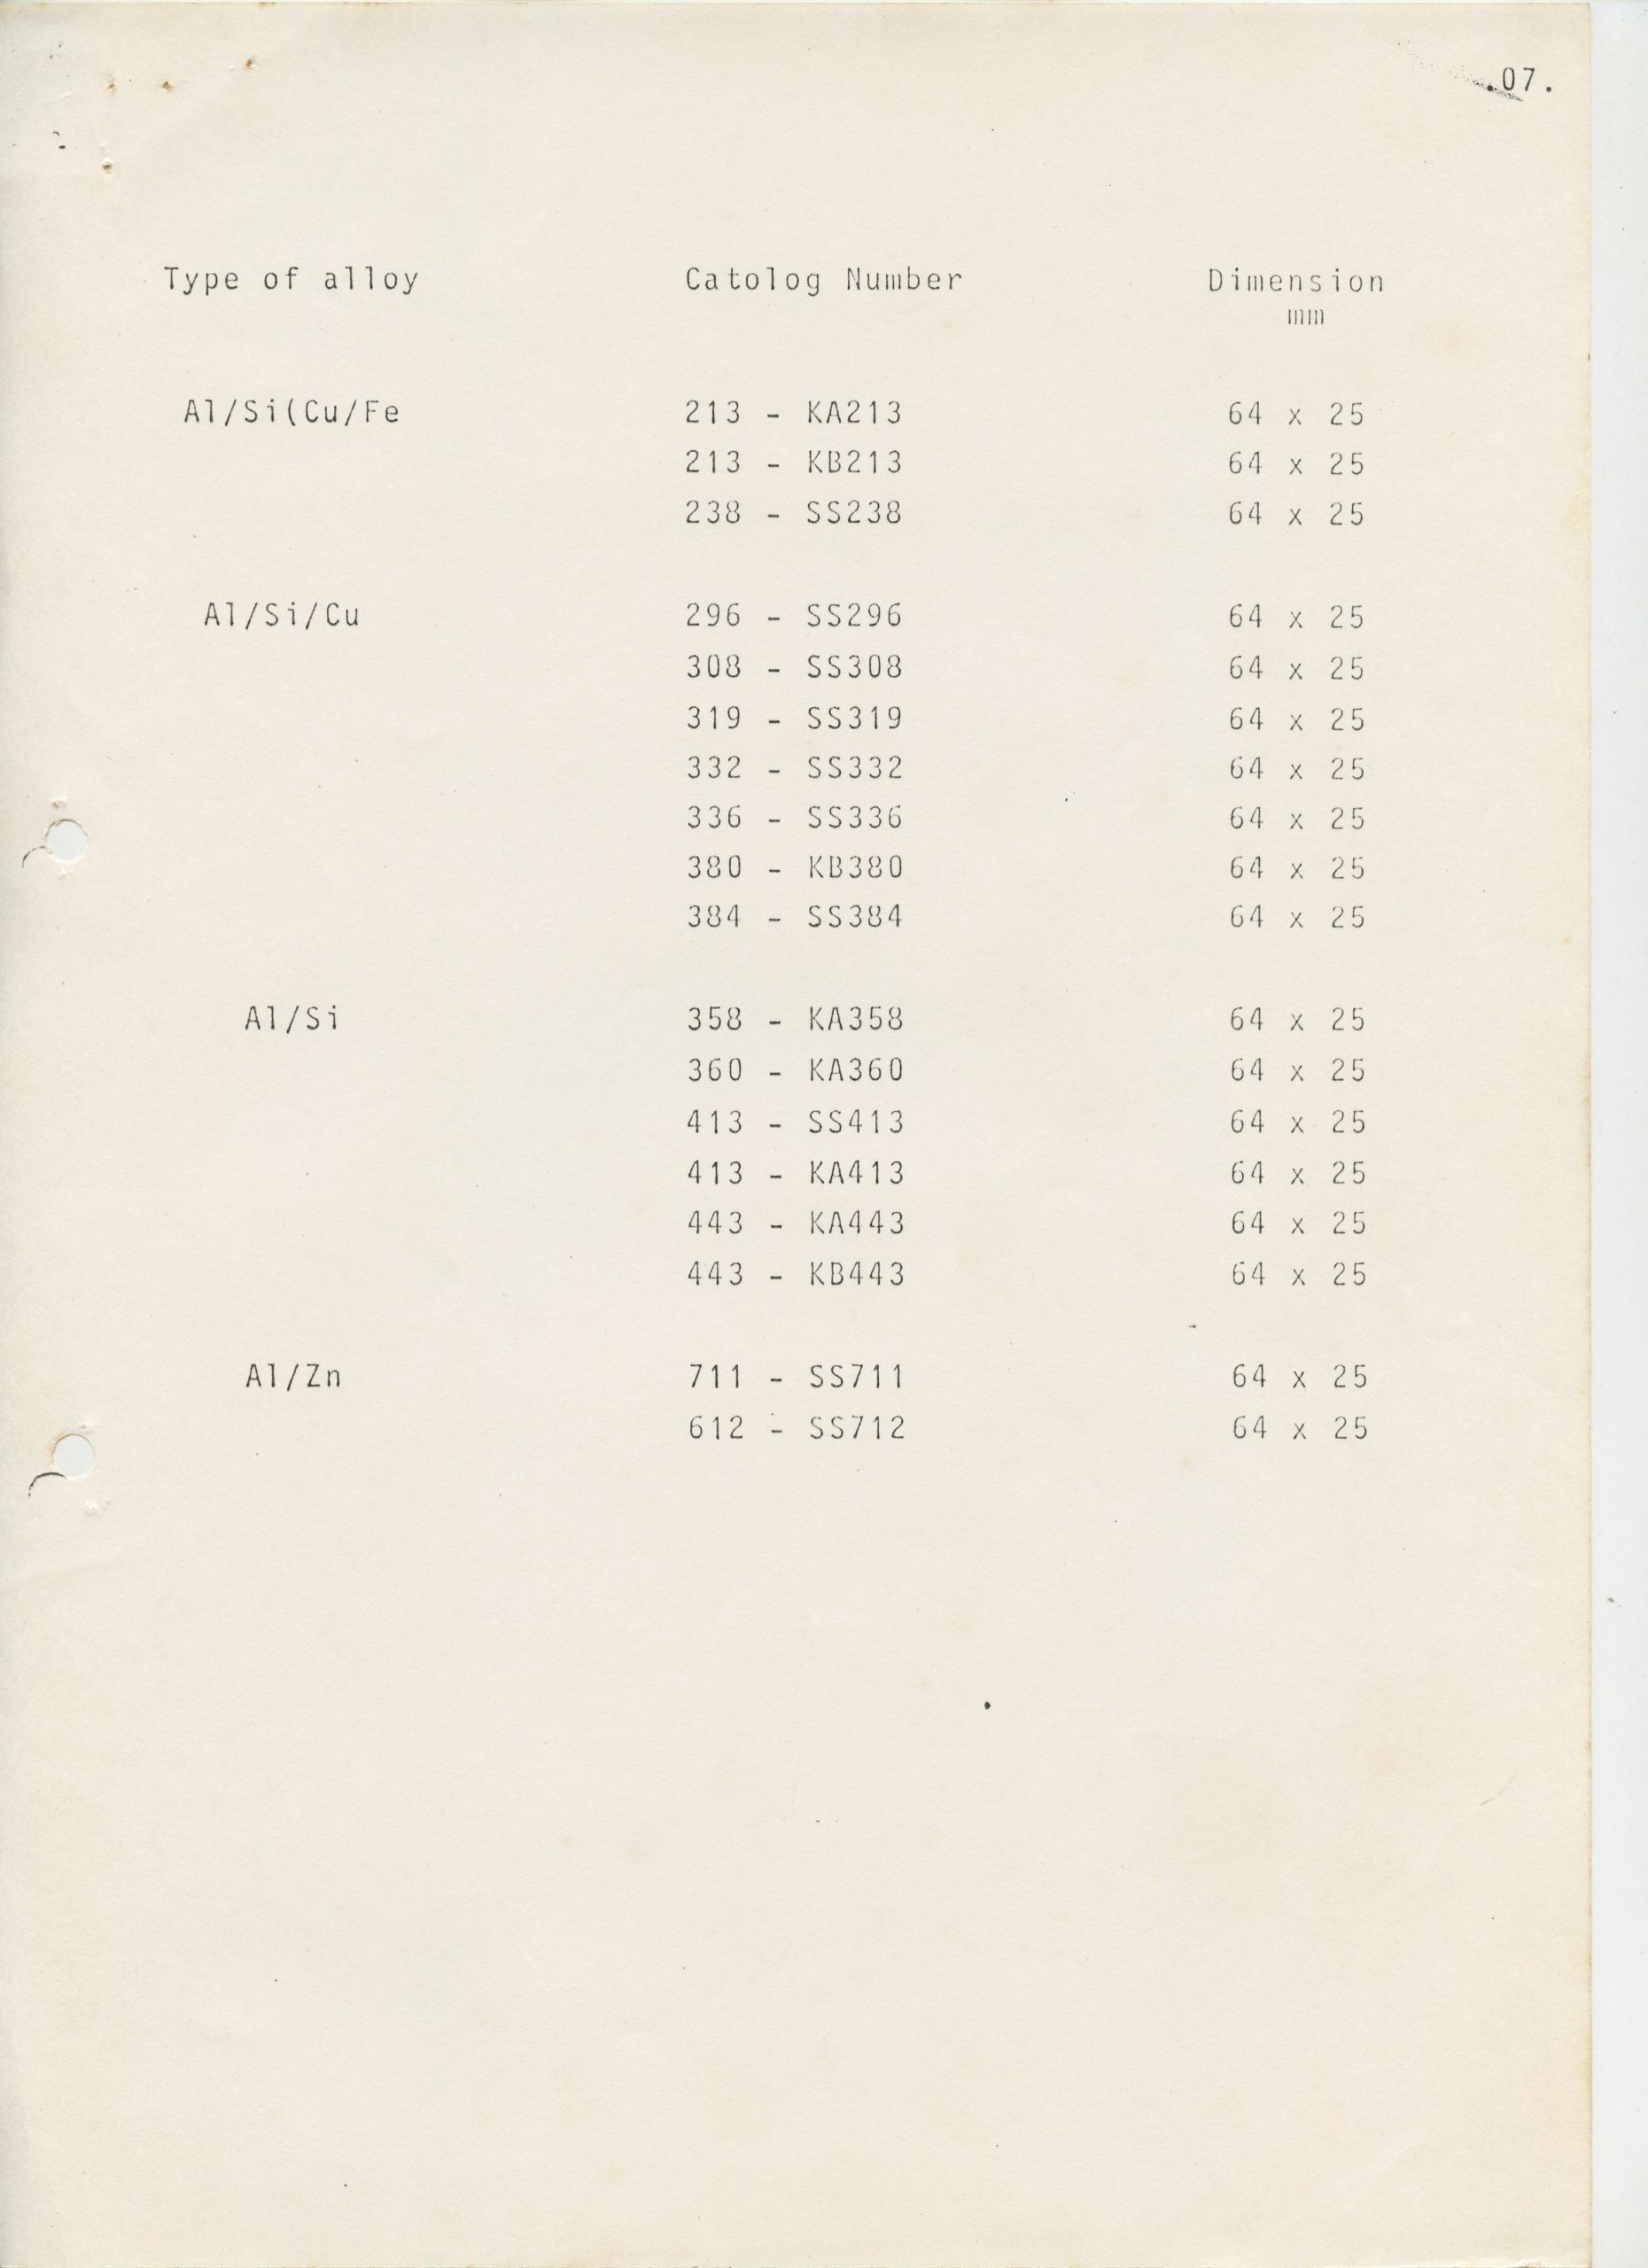 .07.
Type of alloy Catolog Number Dimension
mm
Al/Si(Cu/Fe 213 - KA213 64 x 25
213 - KB213 64 x 25
238 - SS238 64 x 25
Al/Si/Cu 296 - SS296 64 x 25
308 - SS308 64 x 25
319 - SS319 64 x 25
332 - SS332 64 x 25
336 - SS336 64 x 25
380 - KB380 64 x 25
384 - SS384 64 x 25
Al/Si 358 - KA358 64 x 25
360 - KA360 64 x 25
413 - SS413 64 x 25
413 - KA413 64 x 25
443 - KA443 64 x 25
443 - KB443 64 x 25
Al/Zn 711 - SS711 64 x 25
612 - SS712 64 x 25